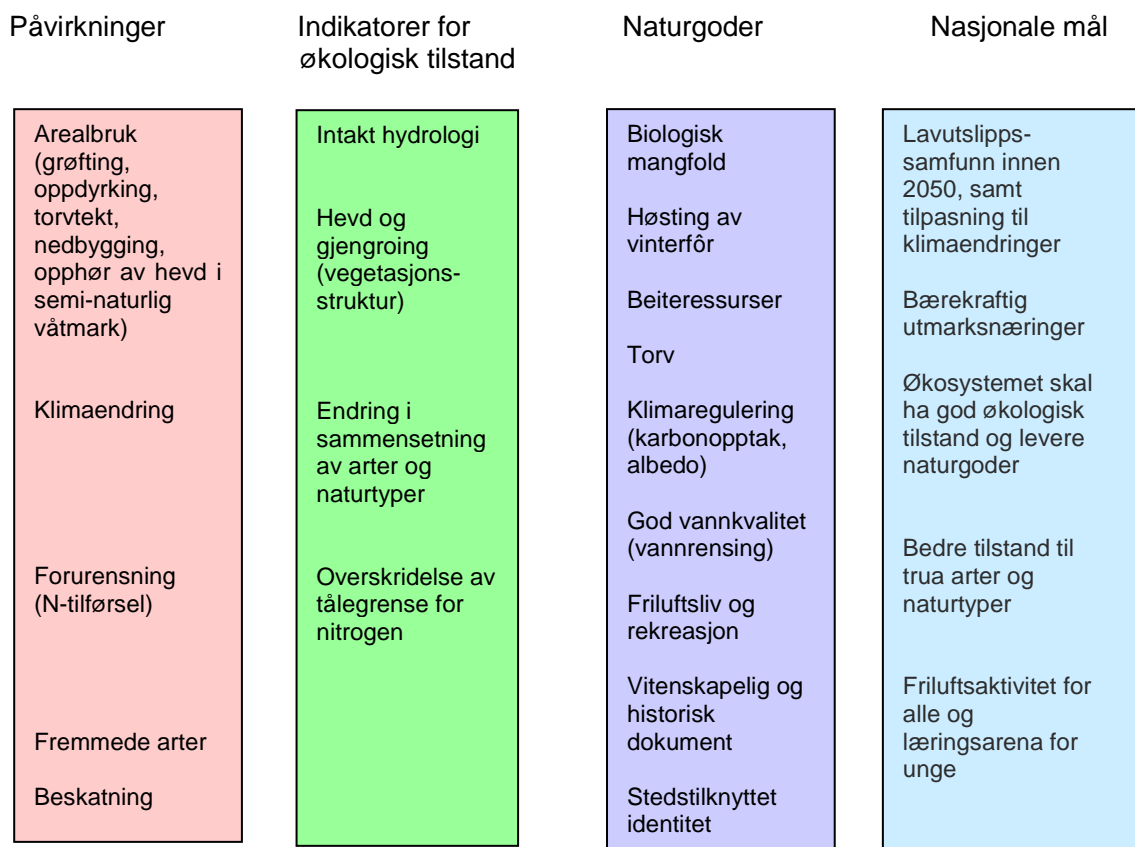 Påvirkninger
Indikatorer for
økologisk tilstand
Naturgoder
Nasjonale mål
Arealbruk
(grøfting,
oppdyrking,
torvtekt,
nedbygging,
opphør av hevd i
semi-naturlig
våtmark)
Klimaendring
Forurensning
(N-tilførsel)
Fremmede arter
Beskatning
Intakt hydrologi
Hevd og
gjengroing
(vegetasjons-
struktur)
Endring i
sammensetning
av arter og
naturtyper
Overskridelse av
tålegrense for
nitrogen
Biologisk
mangfold
Høsting av
vinterfôr
Beiteressurser
Torv
Klimaregulering
(karbonopptak,
albedo)
God vannkvalitet
(vannrensing)
Friluftsliv og
rekreasjon
Vitenskapelig og
historisk
dokument
Stedstilknyttet
identitet
Lavutslipps-
samfunn innen
2050, samt
tilpasning til
klimaendringer
Bærekraftig
utmarksnæringer
Økosystemet skal
ha god økologisk
tilstand og levere
naturgoder
Bedre tilstand til
trua arter og
naturtyper
Friluftsaktivitet for
alle og
læringsarena for
unge